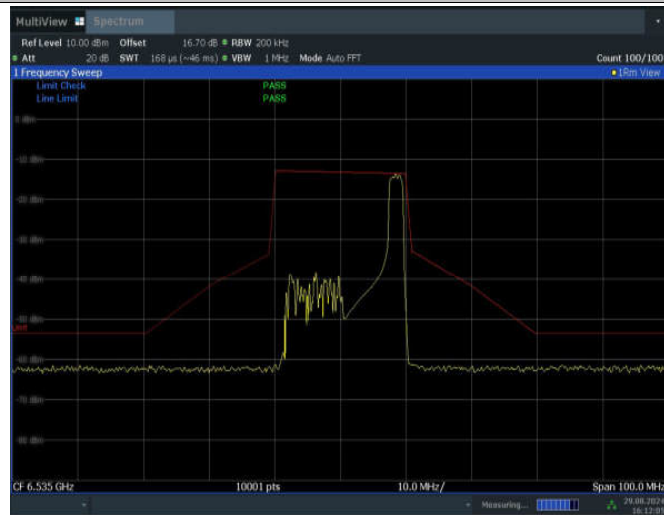 MultiView Spectrum
Ref Level 10.00 dBm Offset 16.70 dB RBW 200 kHz
Att 20 dB SWT 168 µs (~46 ms) VBW 1 MHz Mode Auto FFT Count 100/100
1 Frequency Sweep 1Rm View
Limit Check PASS
Line Limit PASS
0 dBm
-10 dBm
-20 dBm
-30 dBm
-40 dBm
-50 dBm
-60 dBm
-70 dBm
-80 dBm
CF 6.535 GHz 10001 pts 10.0 MHz/ Span 100.0 MHz
Measuring... 29.08.2024
16:12:01